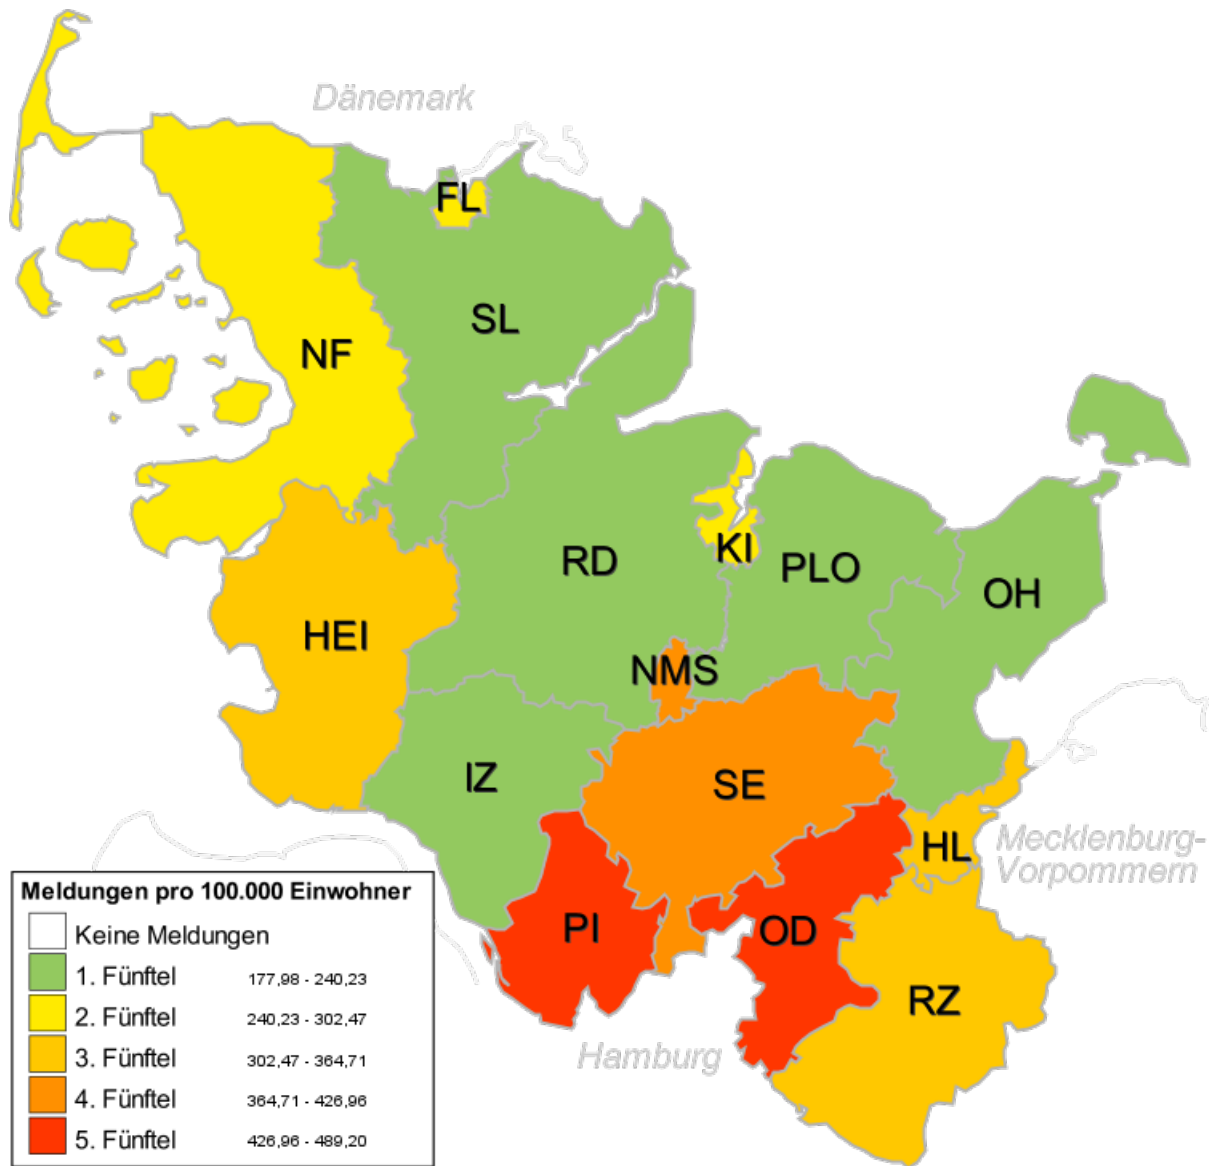 Dänemark
FL
SL
NF
KI
RD
PLO
OH
HEI
NMS
IZ
SE
HL
Mecklenburg-
Vorpommern
PI
OD
RZ
Hamburg
Meldungen pro 100.000 Einwohner
Keine Meldungen
1. Fünftel 177,98 - 240,23
2. Fünftel 240,23 - 302,47
3. Fünftel 302,47 - 364,71
4. Fünftel 364,71 - 426,96
5. Fünftel 426,96 - 489,20